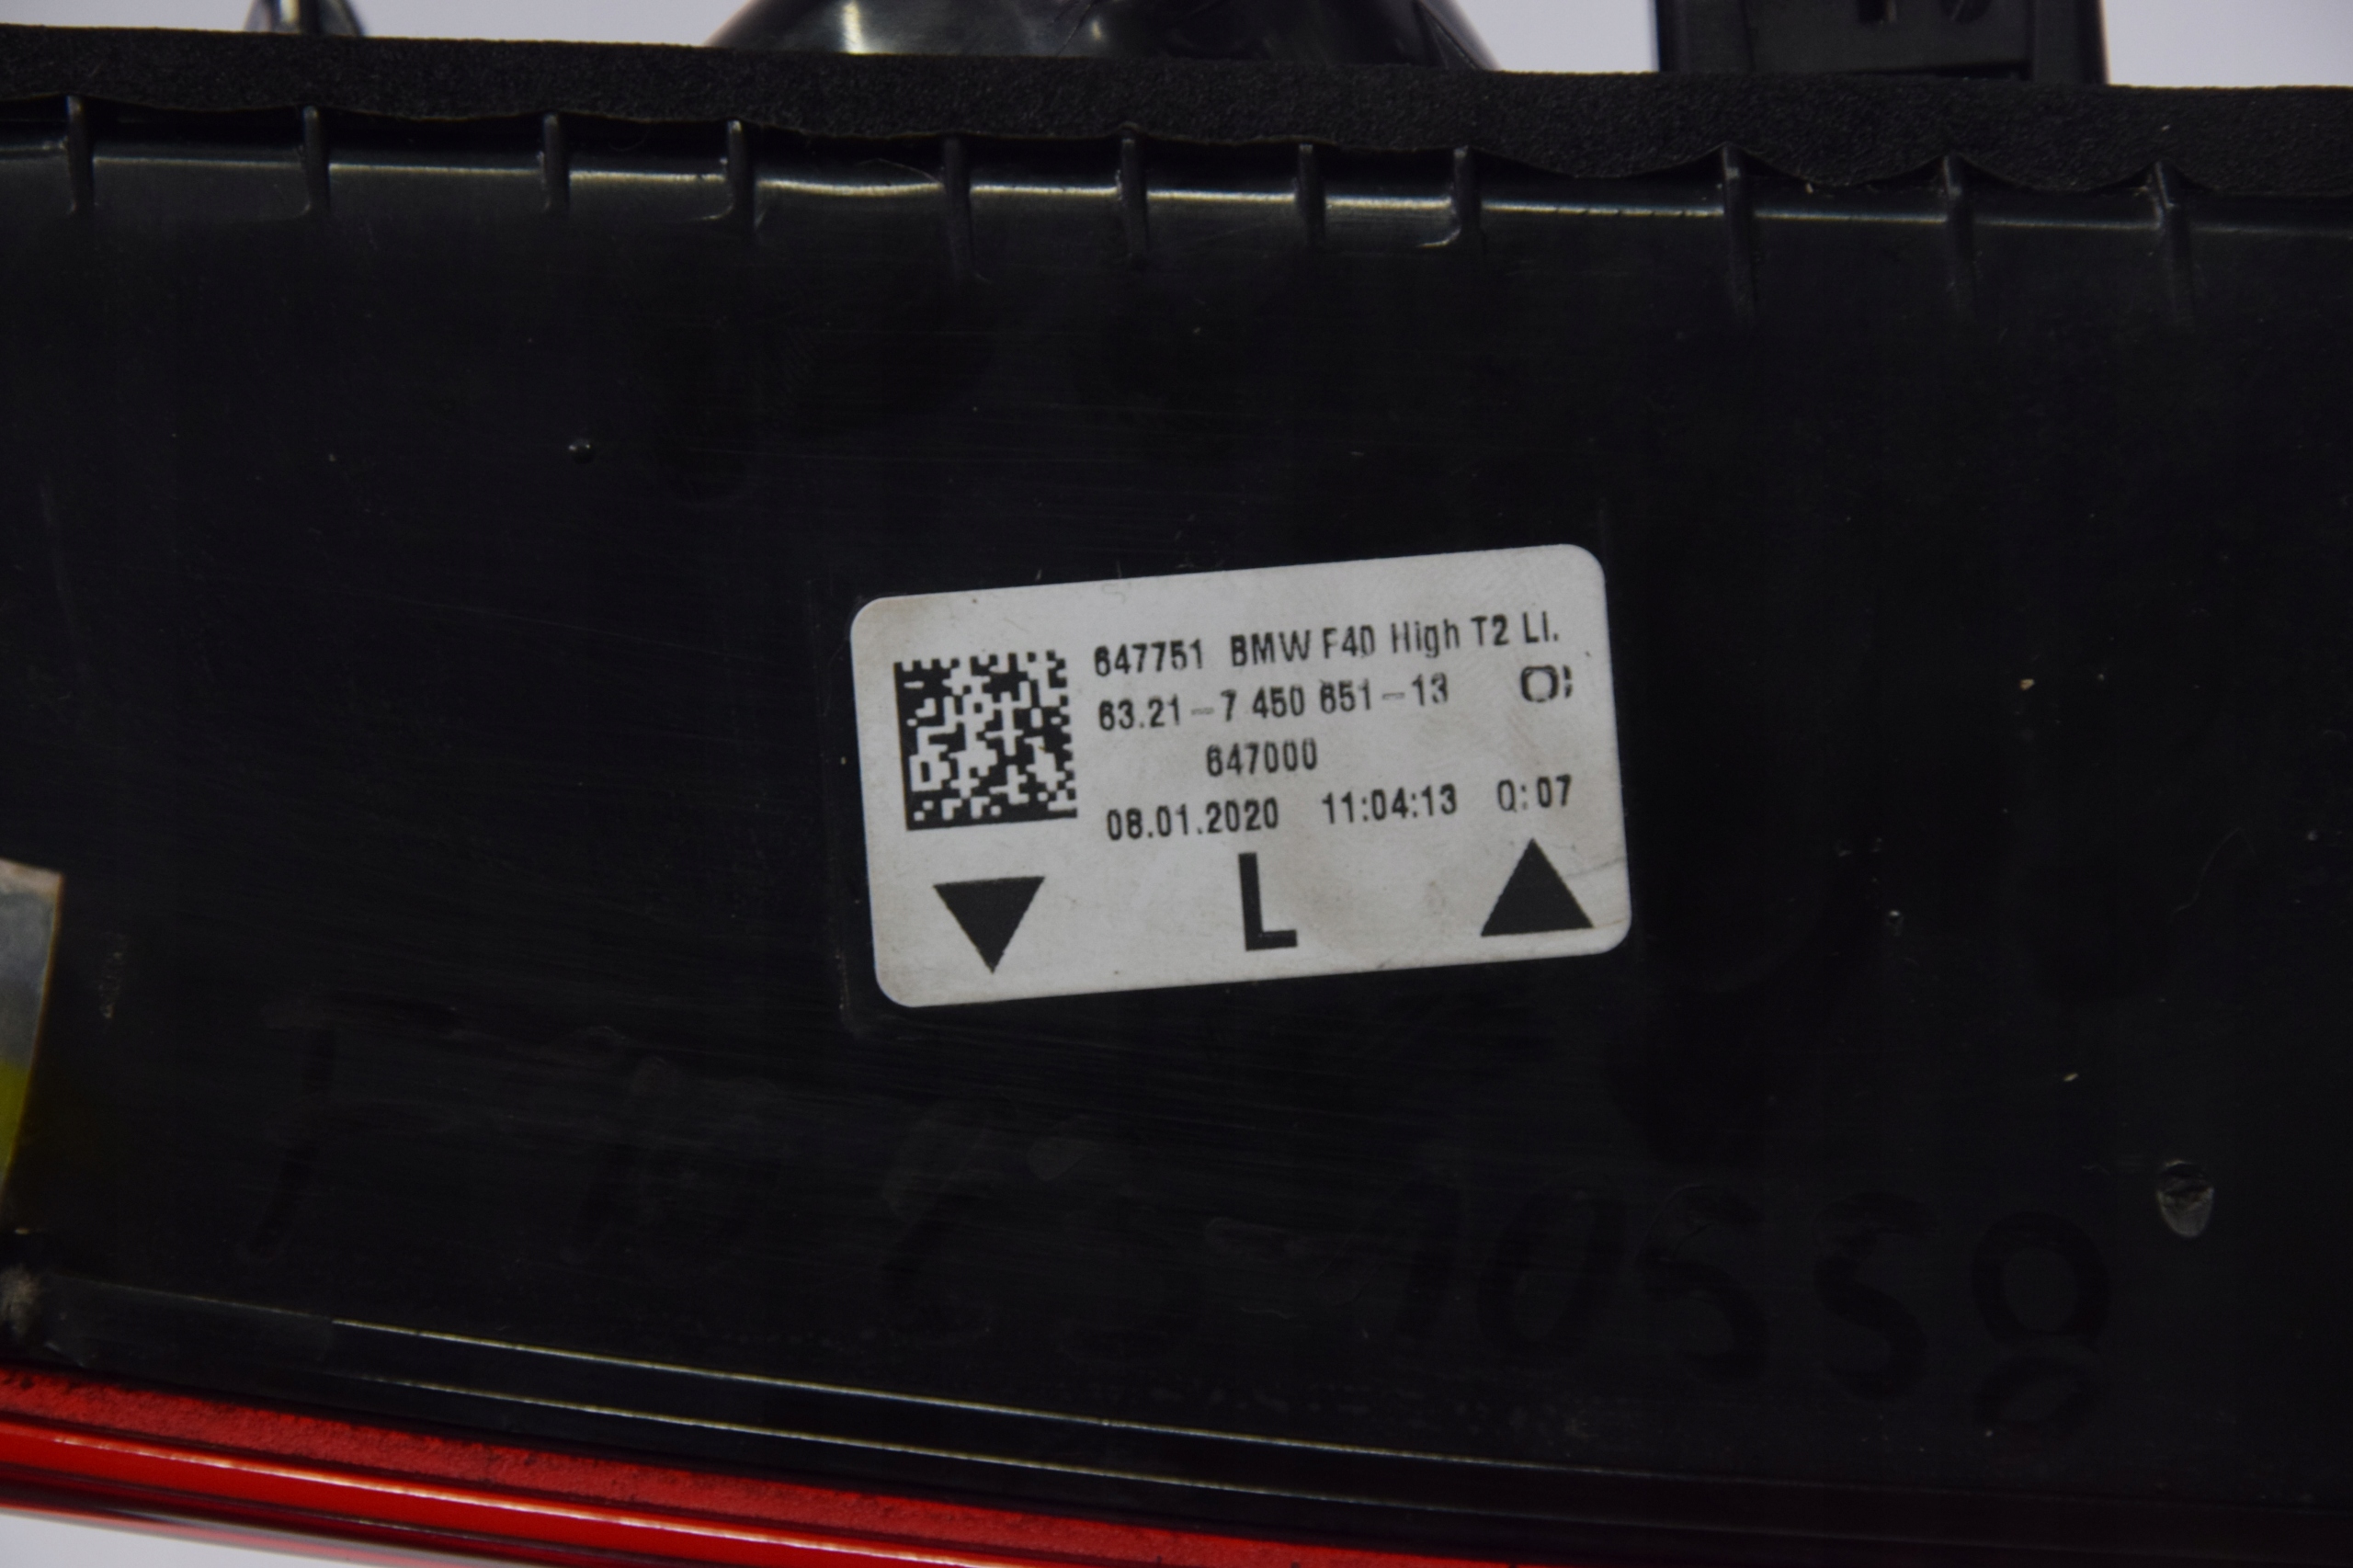 647751 BMW F40 High T2 LI.
63.21-7 450 651-13
647000
08.01.2020 11:04:13 Q:07
L